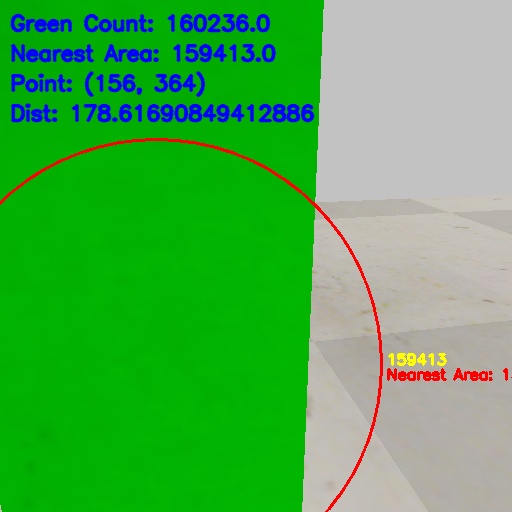 Green Count: 160236.0
Nearest Area: 159413.0
Point: (156, 364)
Dist: 178.61690849412886
159413
Nearest Area: 1